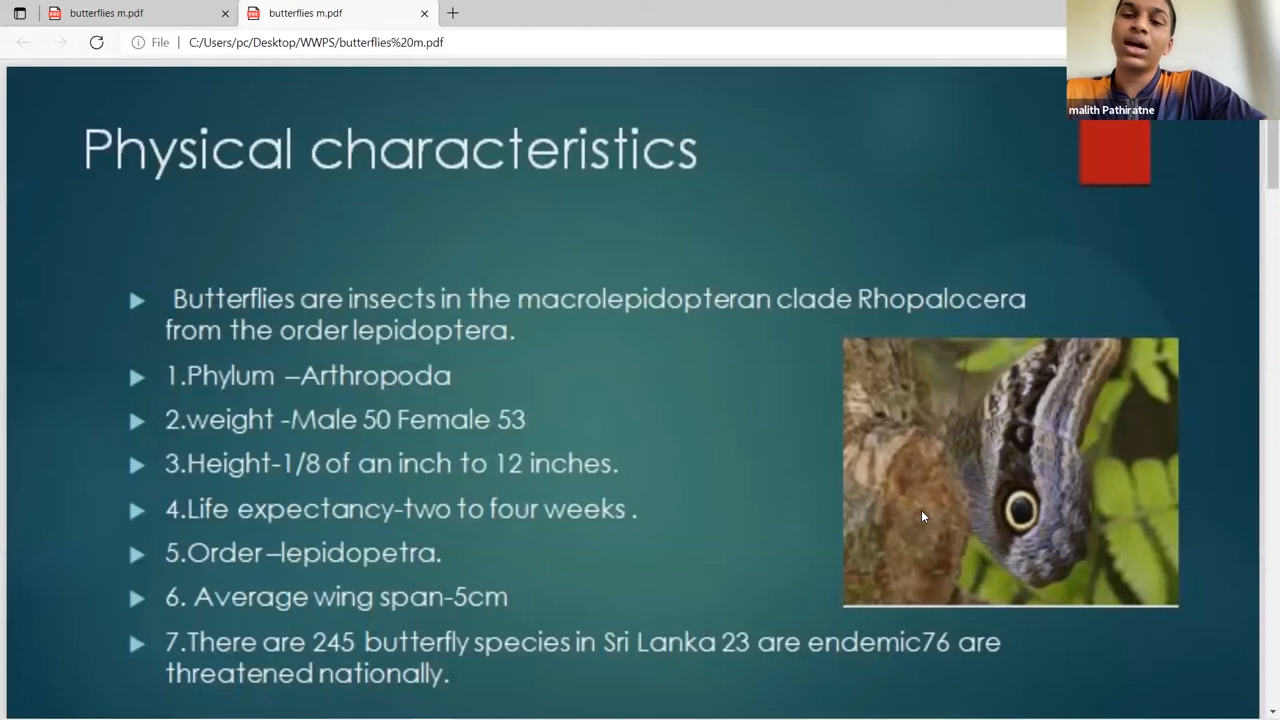 butterflies m.pdf
butterflies m.pdf
File
C:/Users/pc/Desktop/WWPS/butterflies%20m.pdf
malith Pathiratne
Physical characteristics
Butterflies are insects in the macrolepidopteran clade Rhopalocera
from the order lepidoptera.
1.Phylum –Arthropoda
2.weight -Male 50 Female 53
3.Height-1/8 of an inch to 12 inches.
4.Life expectancy-two to four weeks .
5.Order –lepidopetra.
6. Average wing span-5cm
7.There are 245 butterfly species in Sri Lanka 23 are endemic76 are
threatened nationally.